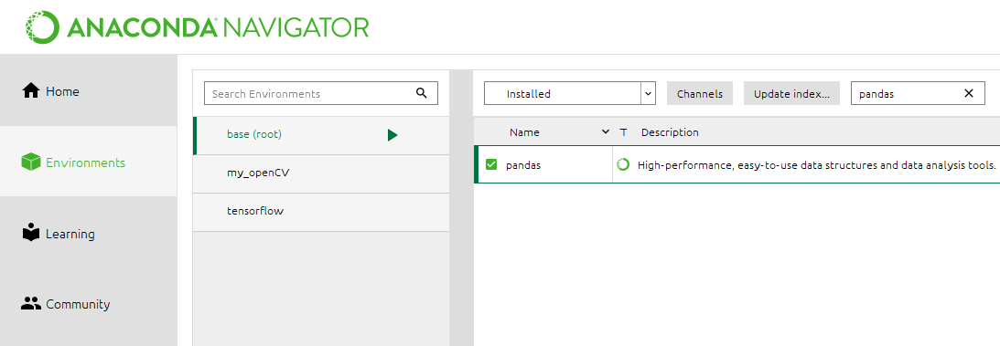 ANACONDA NAVIGATOR
Home
Environments
Learning
Community
Search Environments
base (root)
my_openCV
tensorflow
Installed
Channels
Update index...
pandas
Name
T
Description
pandas
High-performance, easy-to-use data structures and data analysis tools.